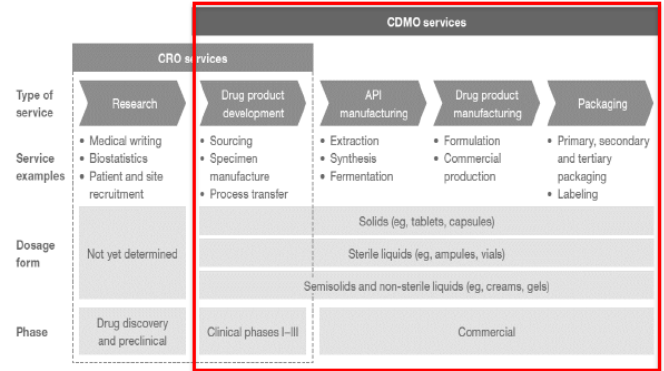 CDMO services
CRO services
Type of
service
Research
Drug product
development
API
manufacturing
Drug product
manufacturing
Packaging
Service
examples
• Medical writing
• Biostatistics
• Patient and site
recruitment
• Sourcing
• Specimen
manufacture
• Process transfer
• Extraction
• Synthesis
• Fermentation
• Formulation
• Commercial
production
• Primary, secondary
and tertiary
packaging
• Labeling
Dosage
form
Not yet determined
Solids (eg, tablets, capsules)
Sterile liquids (eg, ampules, vials)
Semisolids and non-sterile liquids (eg, creams, gels)
Phase
Drug discovery
and preclinical
Clinical phases I–III
Commercial